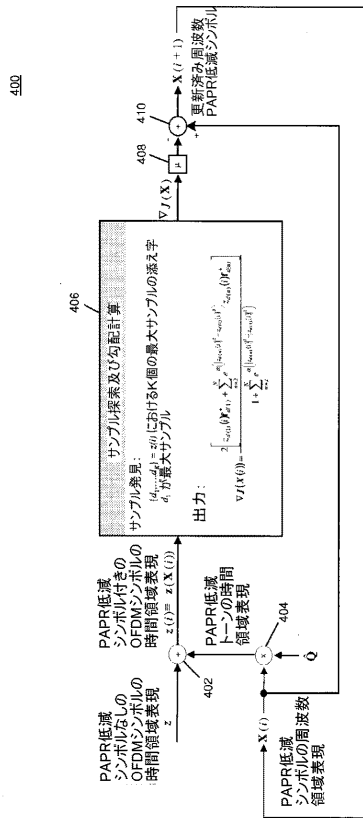 400
PAPR低減
シンボルなしの
OFDMシンボルの
時間領域表現
z
402
+
PAPR低減
シンボル付きの
OFDMシンボルの
時間領域表現
z(i) = z(X(i))
PAPR低減
トーンの時間
領域表現
404
×
Q̂
X(i)
PAPR低減
シンボルの周波数
領域表現
406
サンプル探索及び勾配計算
サンプル発見:
{d₁,...,d_K} = z(i) におけるK個の最大サンプルの添え字
d₁ が最大サンプル
出力:
∇J(X(i)) =
∇J(X)
408
μ
410
-
+
+
X(i+1)
更新済み周波数
PAPR低減シンボル